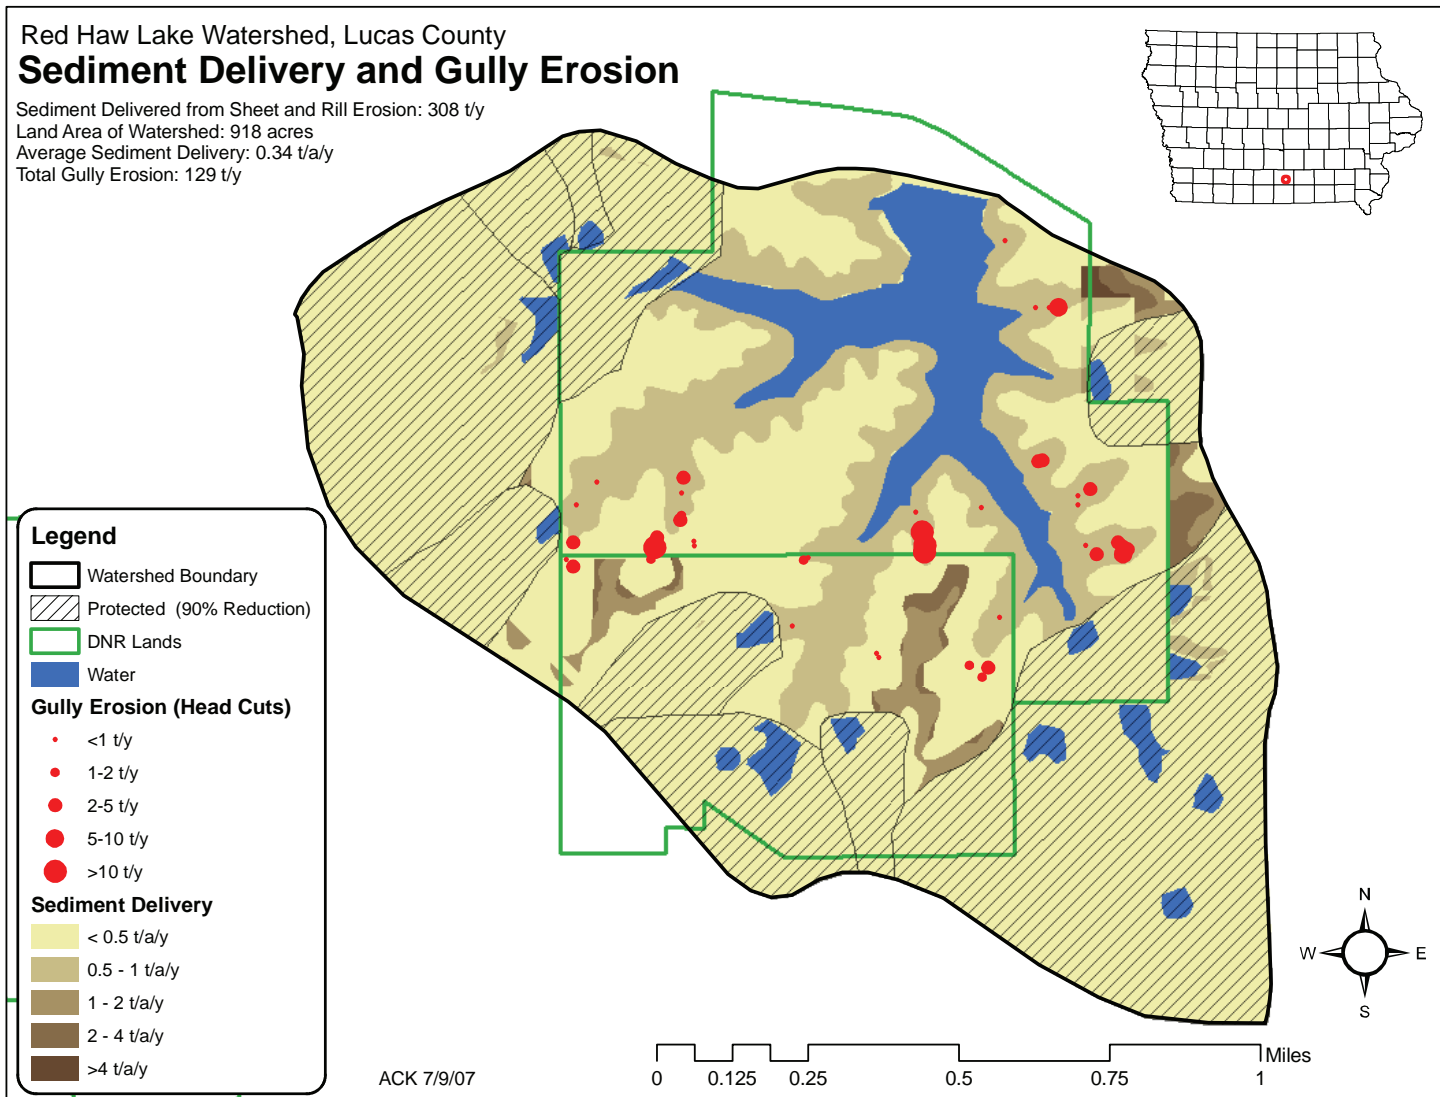 Red Haw Lake Watershed, Lucas County
Sediment Delivery and Gully Erosion
Sediment Delivered from Sheet and Rill Erosion: 308 t/y
Land Area of Watershed: 918 acres
Average Sediment Delivery: 0.34 t/a/y
Total Gully Erosion: 129 t/y
Legend
Watershed Boundary
Protected (90% Reduction)
DNR Lands
Water
Gully Erosion (Head Cuts)
<1 t/y
1-2 t/y
2-5 t/y
5-10 t/y
>10 t/y
Sediment Delivery
< 0.5 t/a/y
0.5 - 1 t/a/y
1 - 2 t/a/y
2 - 4 t/a/y
>4 t/a/y
N
W E
S
Miles
0 0.125 0.25 0.5 0.75 1
ACK 7/9/07